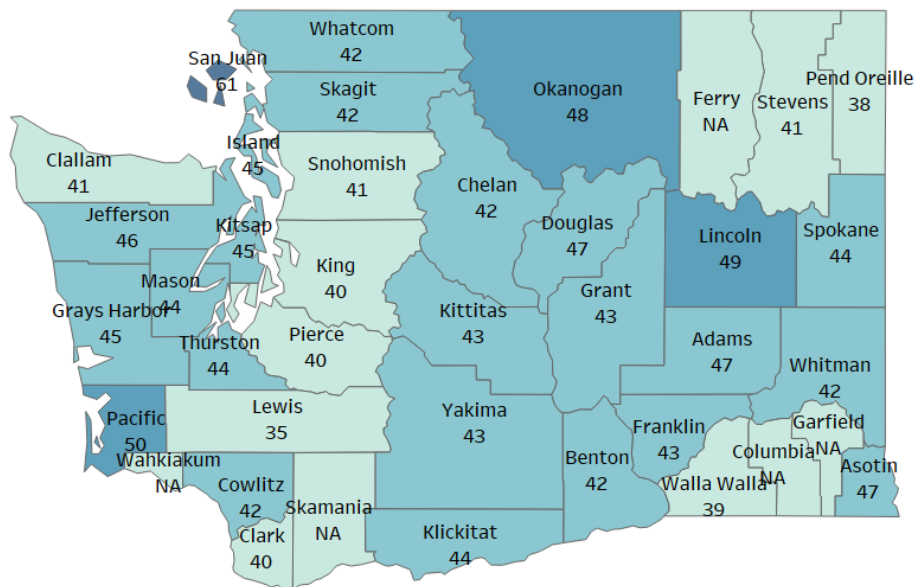 Whatcom
42
San Juan
61
Skagit
42
Okanogan
48
Ferry
NA
Stevens
41
Pend Oreille
38
Island
45
Clallam
41
Snohomish
41
Chelan
42
Jefferson
46
Kitsap
45
Douglas
47
Lincoln
49
Spokane
44
King
40
Mason
44
Grays Harbor
45
Kittitas
43
Grant
43
Thurston
44
Pierce
40
Adams
47
Whitman
42
Pacific
50
Lewis
35
Yakima
43
Franklin
43
Garfield
NA
Wahkiakum
NA
Benton
42
Columbia
NA
Asotin
47
Cowlitz
42
Skamania
NA
Walla Walla
39
Clark
40
Klickitat
44